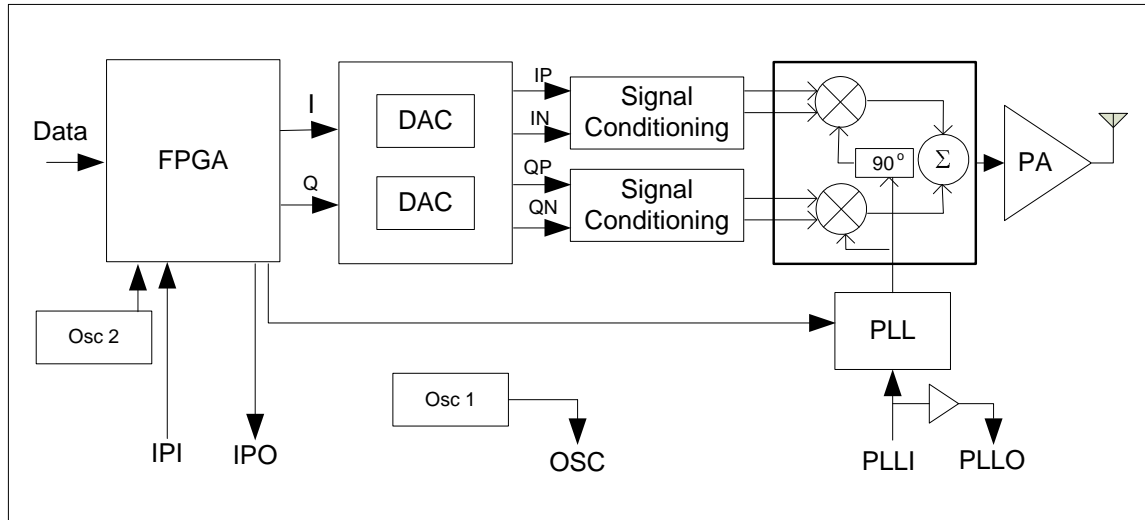 Data
FPGA
I
Q
DAC
DAC
IP
IN
QP
QN
Signal
Conditioning
Signal
Conditioning
90°
Σ
PA
Osc 2
Osc 1
PLL
IPI
IPO
OSC
PLLI
PLLO